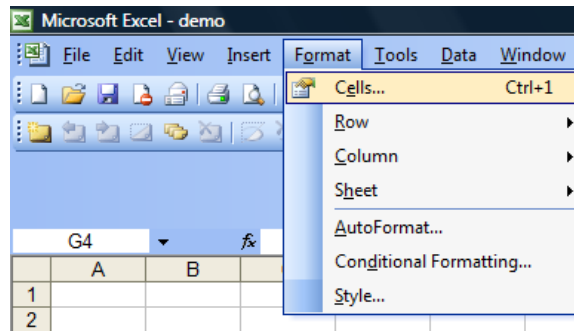 Microsoft Excel - demo
File Edit View Insert Format Tools Data Window
Cells... Ctrl+1
Row
Column
Sheet
AutoFormat...
Conditional Formatting...
Style...
G4 fx
A B
1
2